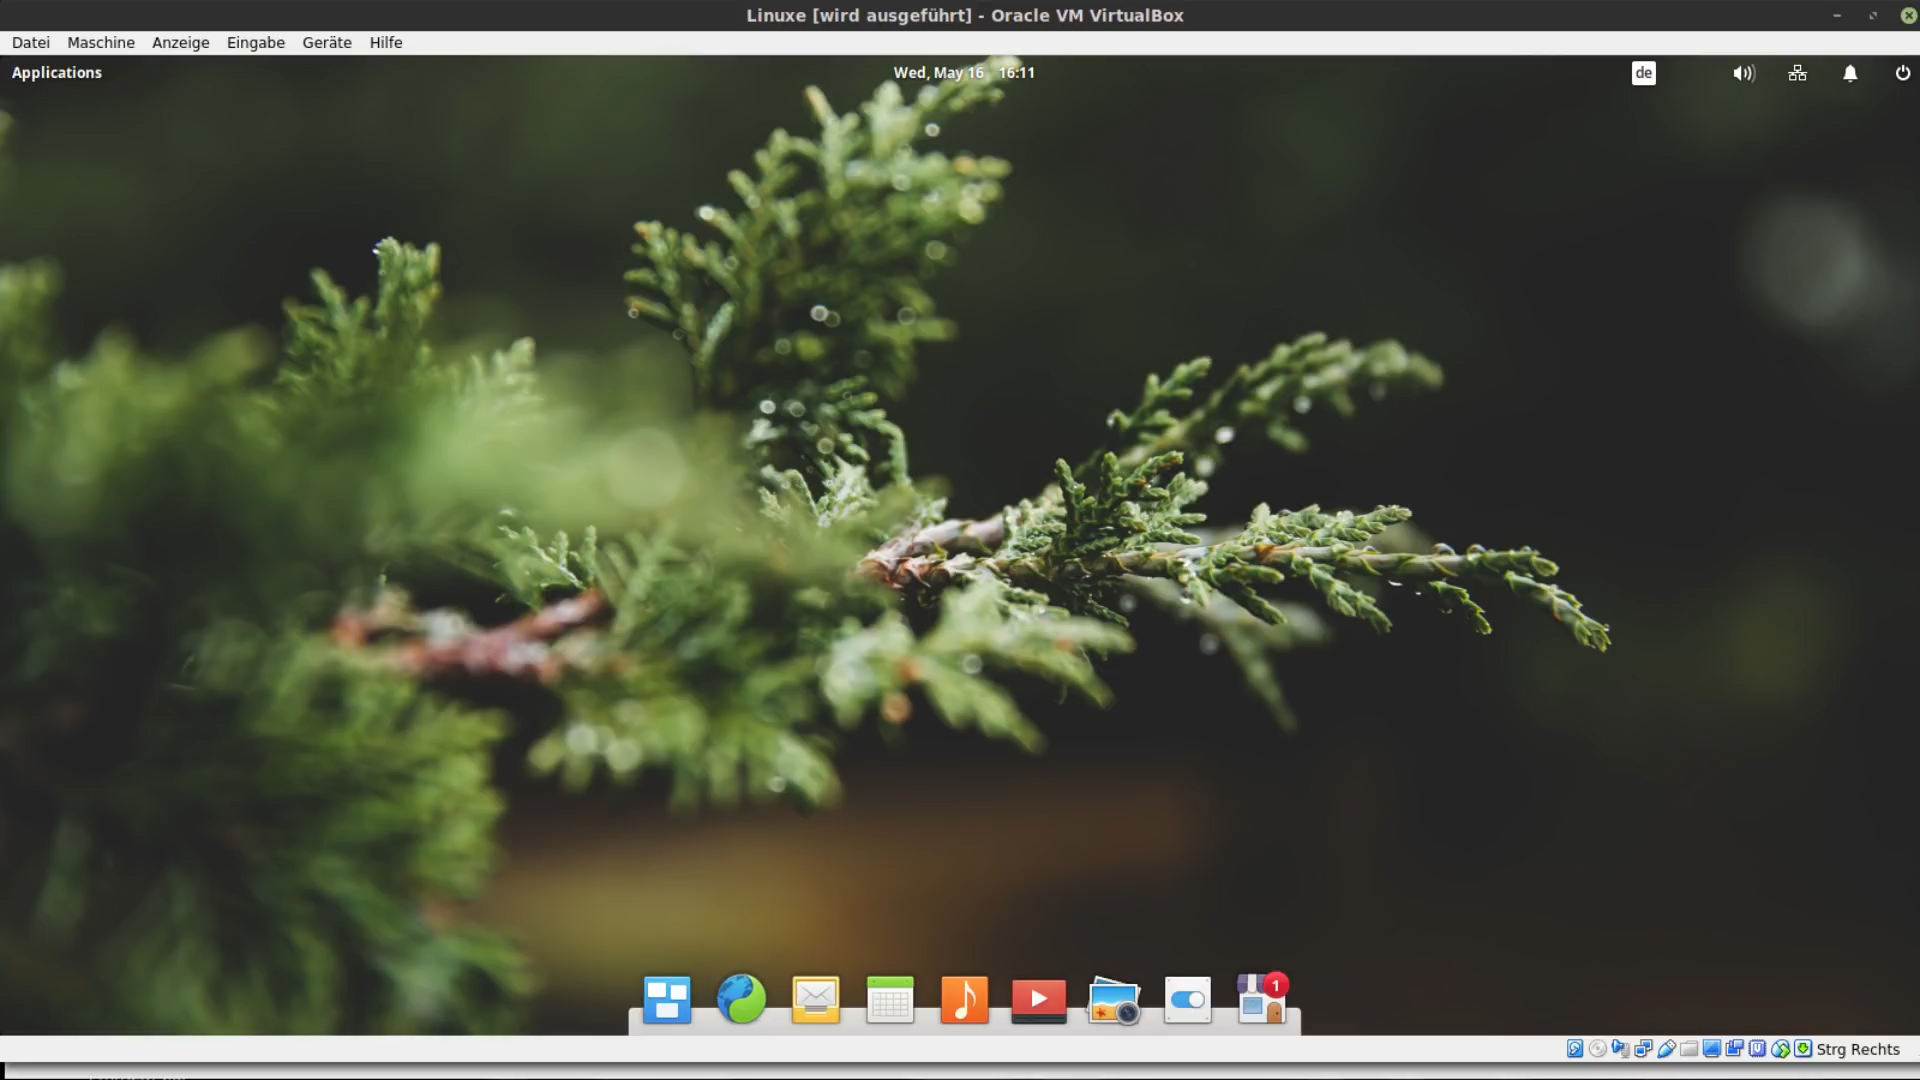 Linuxe [wird ausgeführt] - Oracle VM VirtualBox
Datei Maschine Anzeige Eingabe Geräte Hilfe
Applications Wed, May 16 16:11 de
1
Strg Rechts